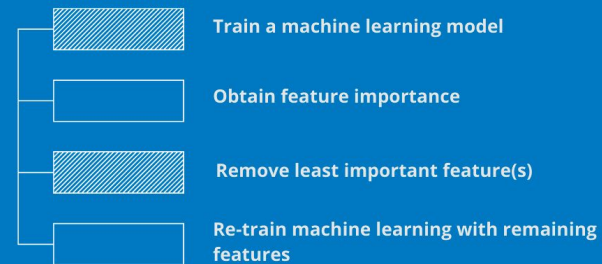 Train a machine learning model
Obtain feature importance
Remove least important feature(s)
Re-train machine learning with remaining
features